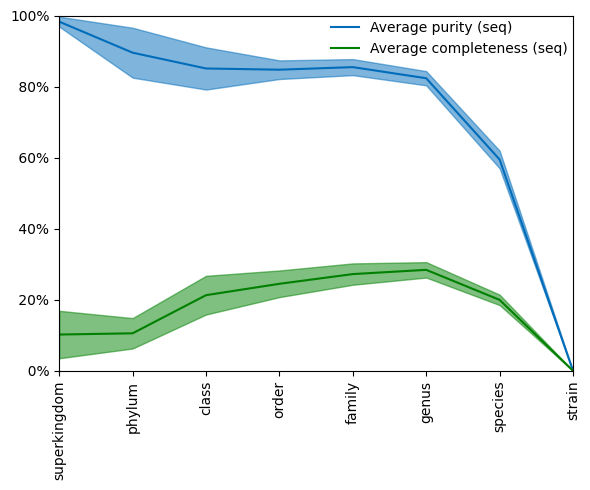 100%
80%
60%
40%
20%
0%
Average purity (seq)
Average completeness (seq)
superkingdom
phylum
class
order
family
genus
species
strain